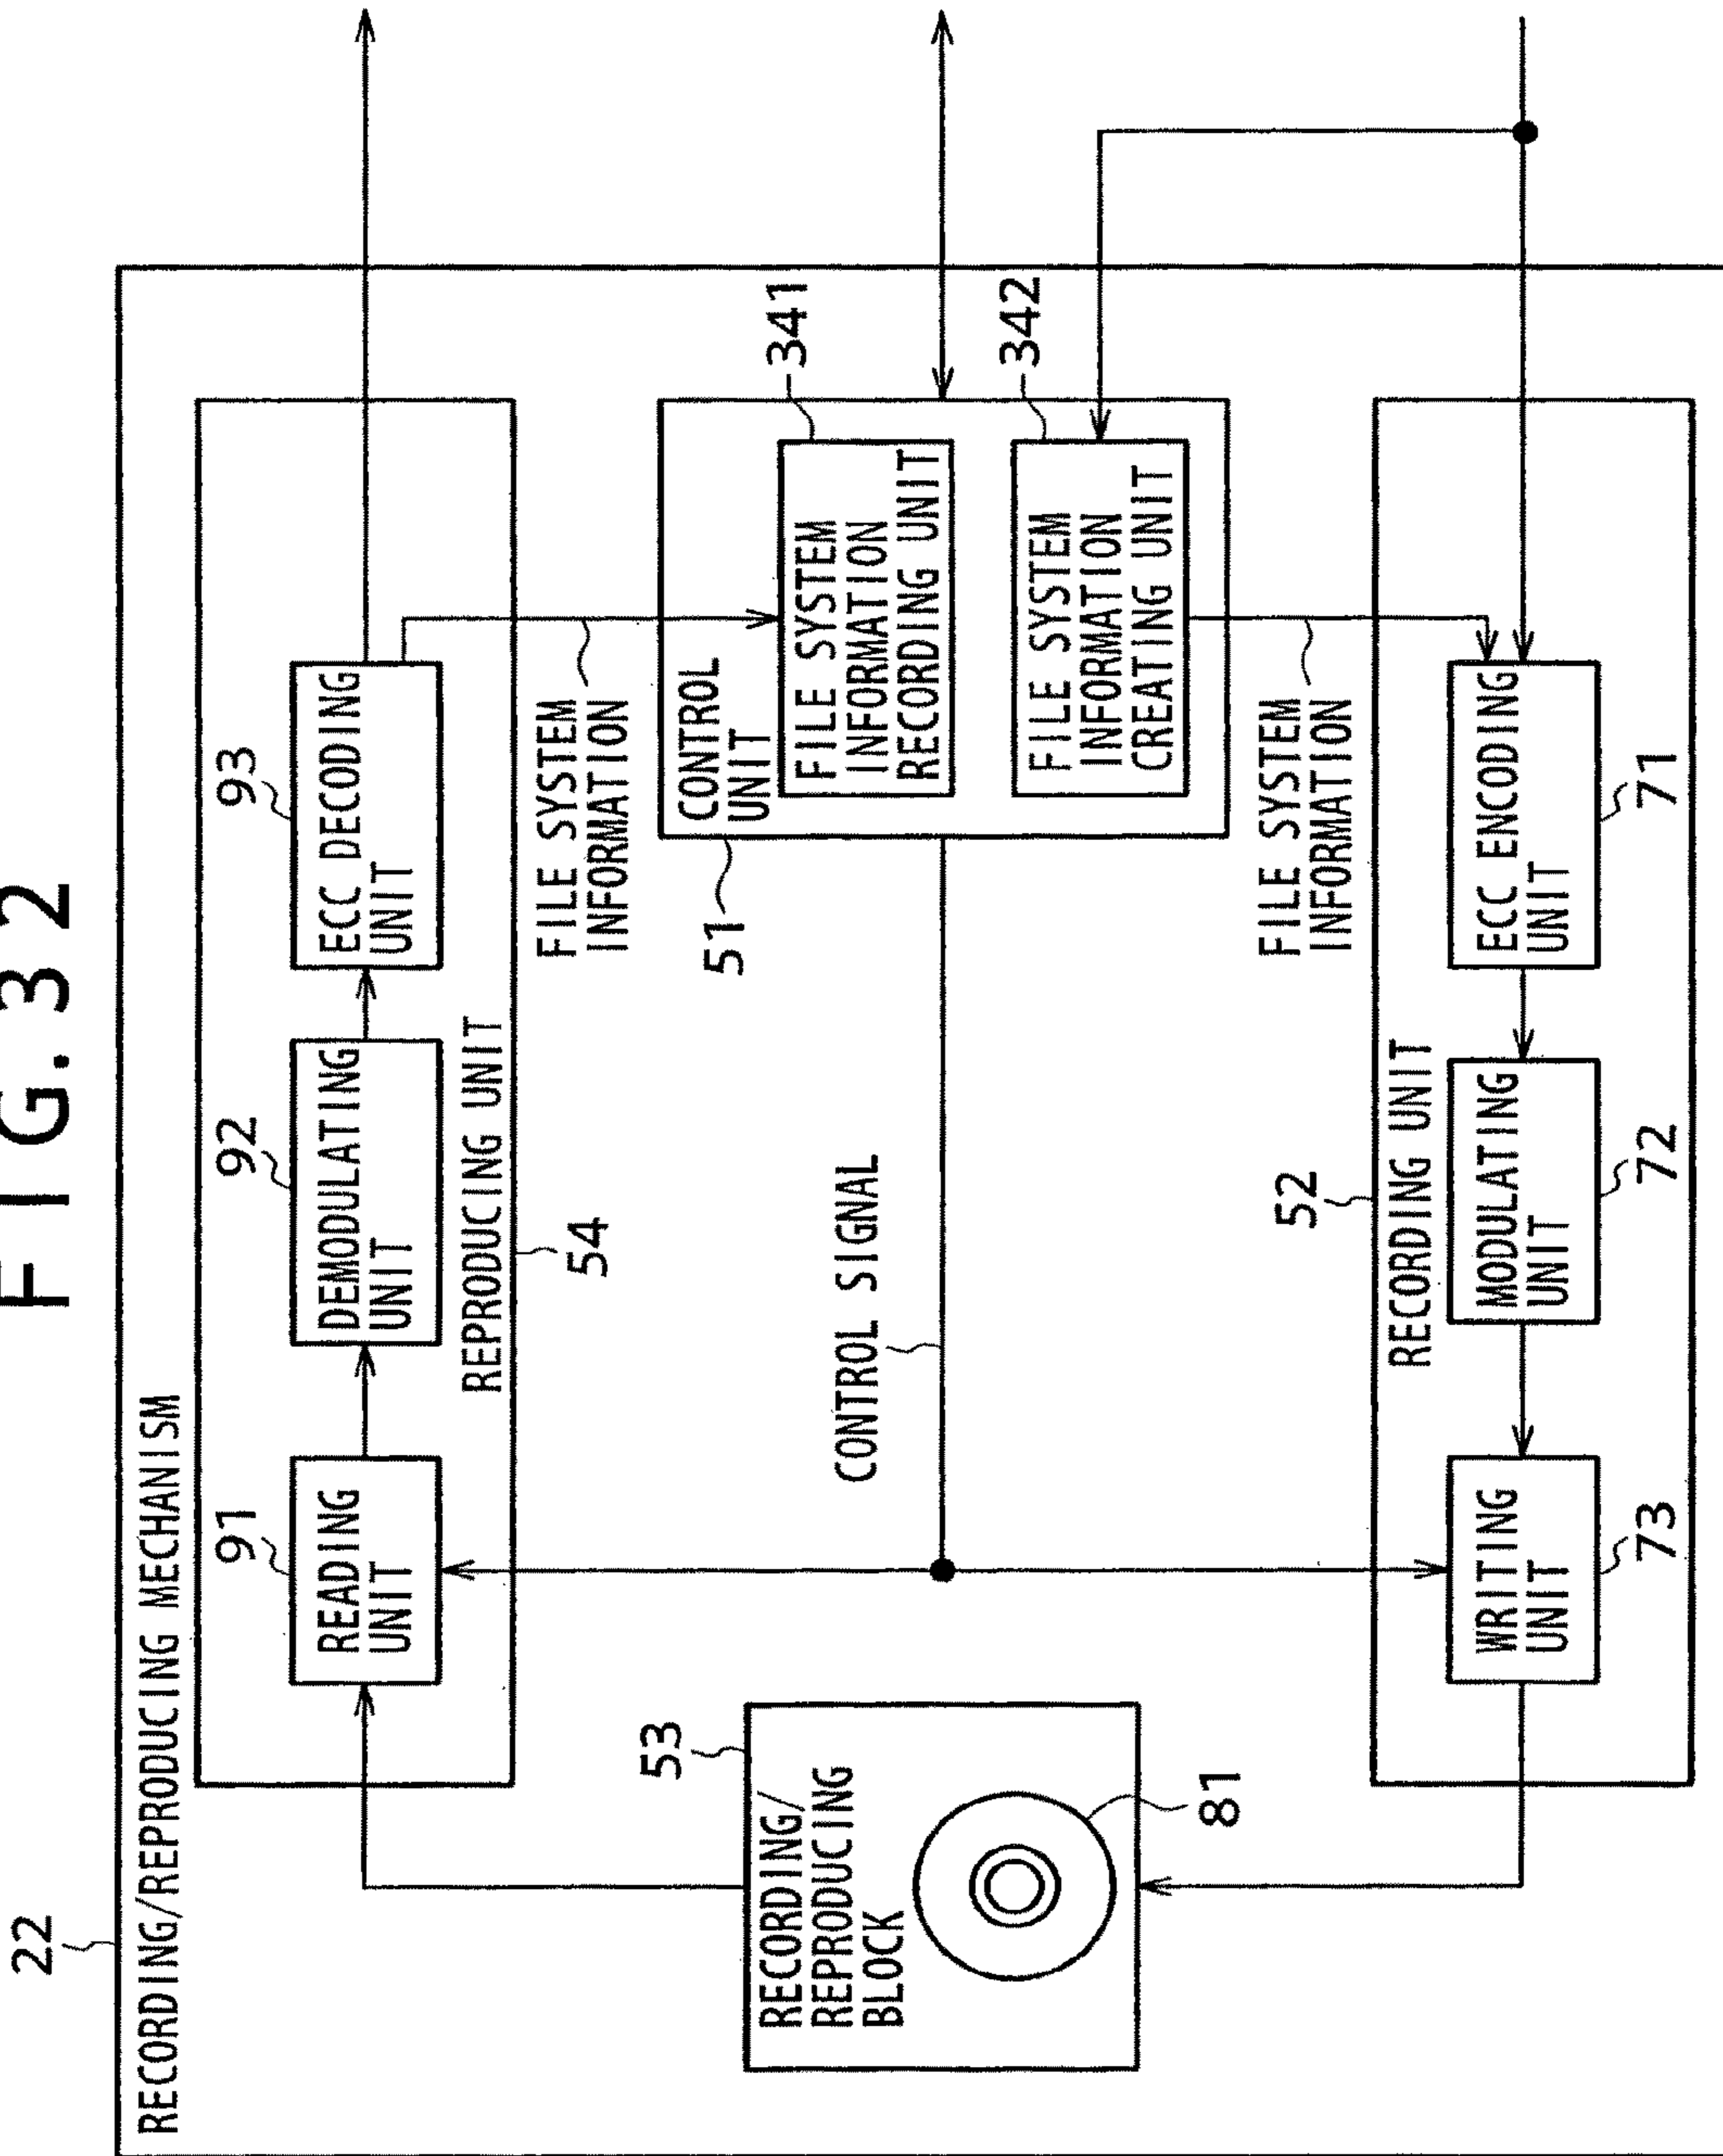 FIG. 32
22
RECORDING/REPRODUCING MECHANISM
91
READING
UNIT
92
DEMODULATING
UNIT
93
ECC DECODING
UNIT
REPRODUCING UNIT
54
FILE SYSTEM
INFORMATION
53
RECORDING/
REPRODUCING
BLOCK
81
CONTROL SIGNAL
51
CONTROL
UNIT
341
FILE SYSTEM
INFORMATION
RECORDING UNIT
342
FILE SYSTEM
INFORMATION
CREATING UNIT
FILE SYSTEM
INFORMATION
52
RECORDING UNIT
WRITING
UNIT
73
MODULATING
UNIT
72
ECC ENCODING
UNIT
71